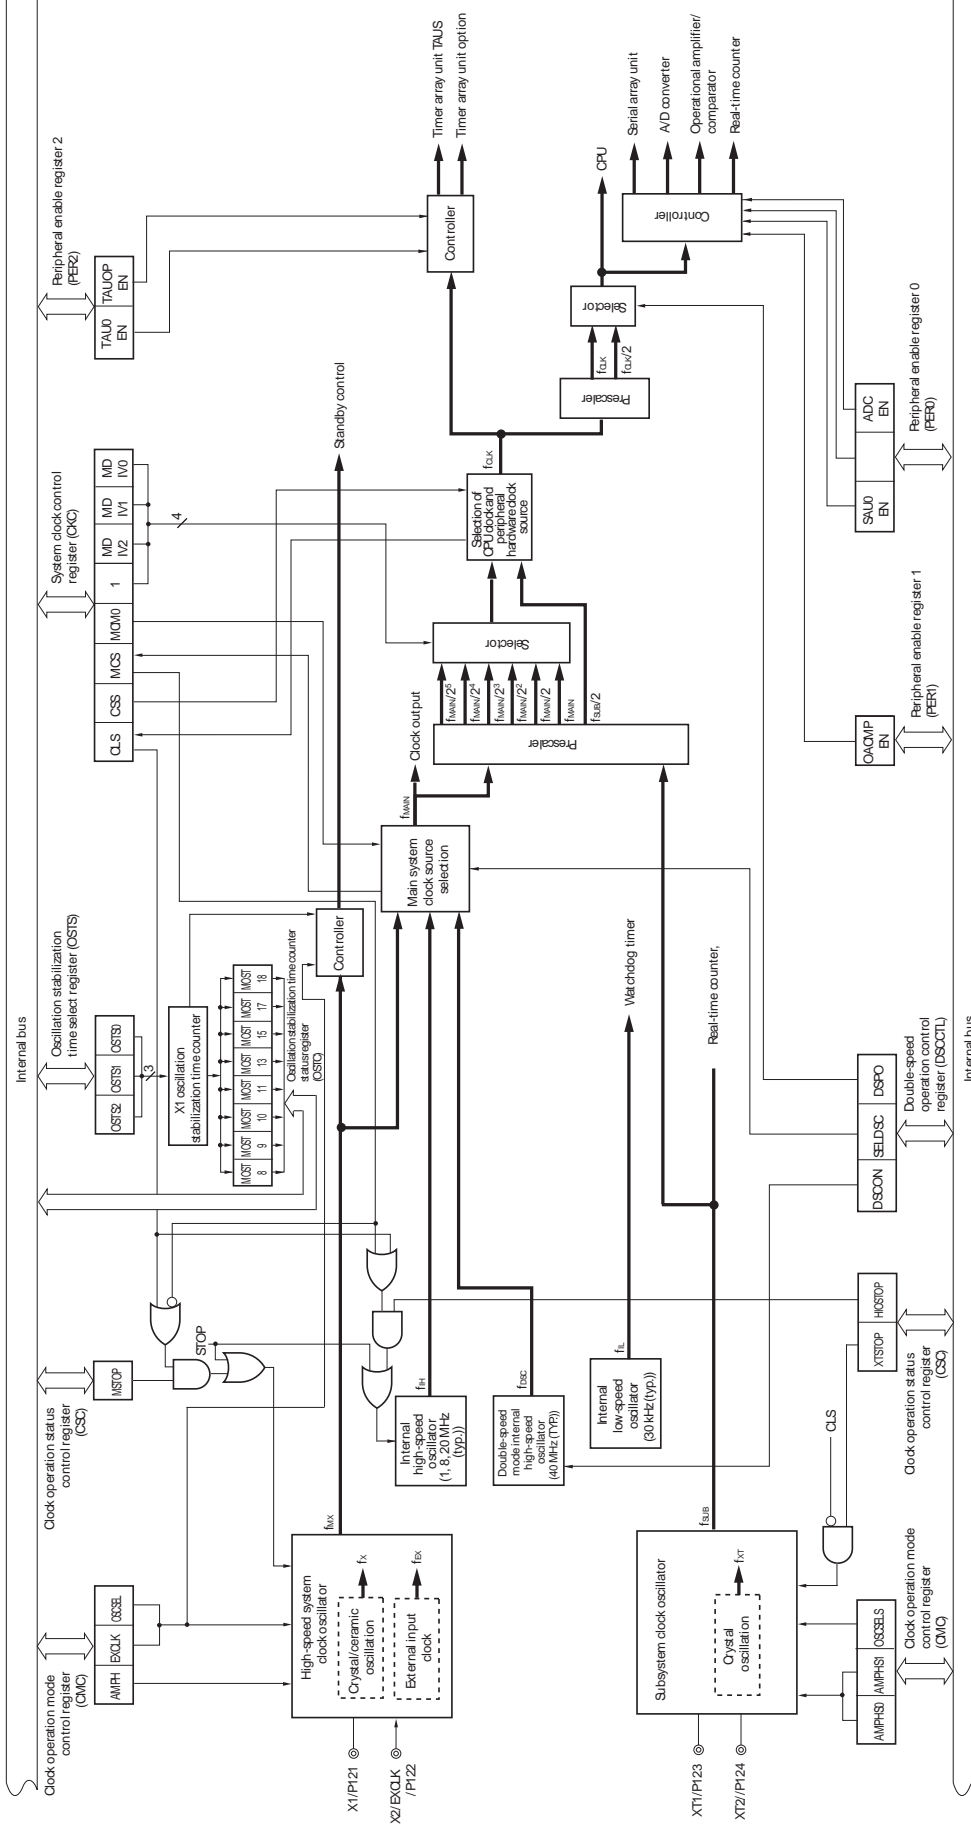 Internal bus
Clock operation mode
control register
(CMC)
AMPH
EXCLK
OSCSEL
Clock operation status
control register
(CSC)
MSTOP
Oscillation stabilization
time select register (OSTS)
OSTS2
OSTS1
OSTS0
3
System clock control
register (CKC)
CLS
CSS
MCS
MCM0
1
MD
IV2
MD
IV1
MD
IV0
4
Peripheral enable register 2
(PER2)
TAU0
EN
TAUOP
EN
X1 oscillation
stabilization time counter
MOST
8
MOST
9
MOST
10
MOST
11
MOST
13
MOST
15
MOST
17
MOST
18
Oscillation stabilization time counter
status register
(OSTC)
STOP
Controller
Standby control
High-speed system
clock oscillator
Crystal/ceramic
oscillation
External input
clock
fX
fEX
fMX
X1/P121
X2/EXCLK
/P122
Internal
high-speed
oscillator
(1, 8, 20 MHz
(typ.))
fIH
Double-speed
mode internal
high-speed
oscillator
(40 MHz (TYP.))
fDSC
Internal
low-speed
oscillator
(30 kHz (typ.))
fIL
Watchdog timer
Main system
clock source
selection
fMAIN
Clock output
Prescaler
fMAIN/2⁵
fMAIN/2⁴
fMAIN/2³
fMAIN/2²
fMAIN/2
fMAIN
fSUB/2
Selector
Selection of
CPU clock and
peripheral
hardware clock
source
fCLK
Controller
Timer array unit TAUS
Timer array unit option
Prescaler
fCLK
fCLK/2
Selector
CPU
Controller
Serial array unit
A/D converter
Operational amplifier/
comparator
Real-time counter
Subsystem clock oscillator
Crystal
oscillation
fXT
fSUB
XT1/P123
XT2//P124
Real-time counter,
CLS
AMPHS0
AMPHS1
OSCSELS
Clock operation mode
control register
(CMC)
XTSTOP
HIOSTOP
Clock operation status
control register
(CSC)
DSCON
SELDSC
DSPO
Double-speed
operation control
register (DSCCTL)
OACMP
EN
Peripheral enable register 1
(PER1)
SAU0
EN
ADC
EN
Peripheral enable register 0
(PER0)
Internal bus